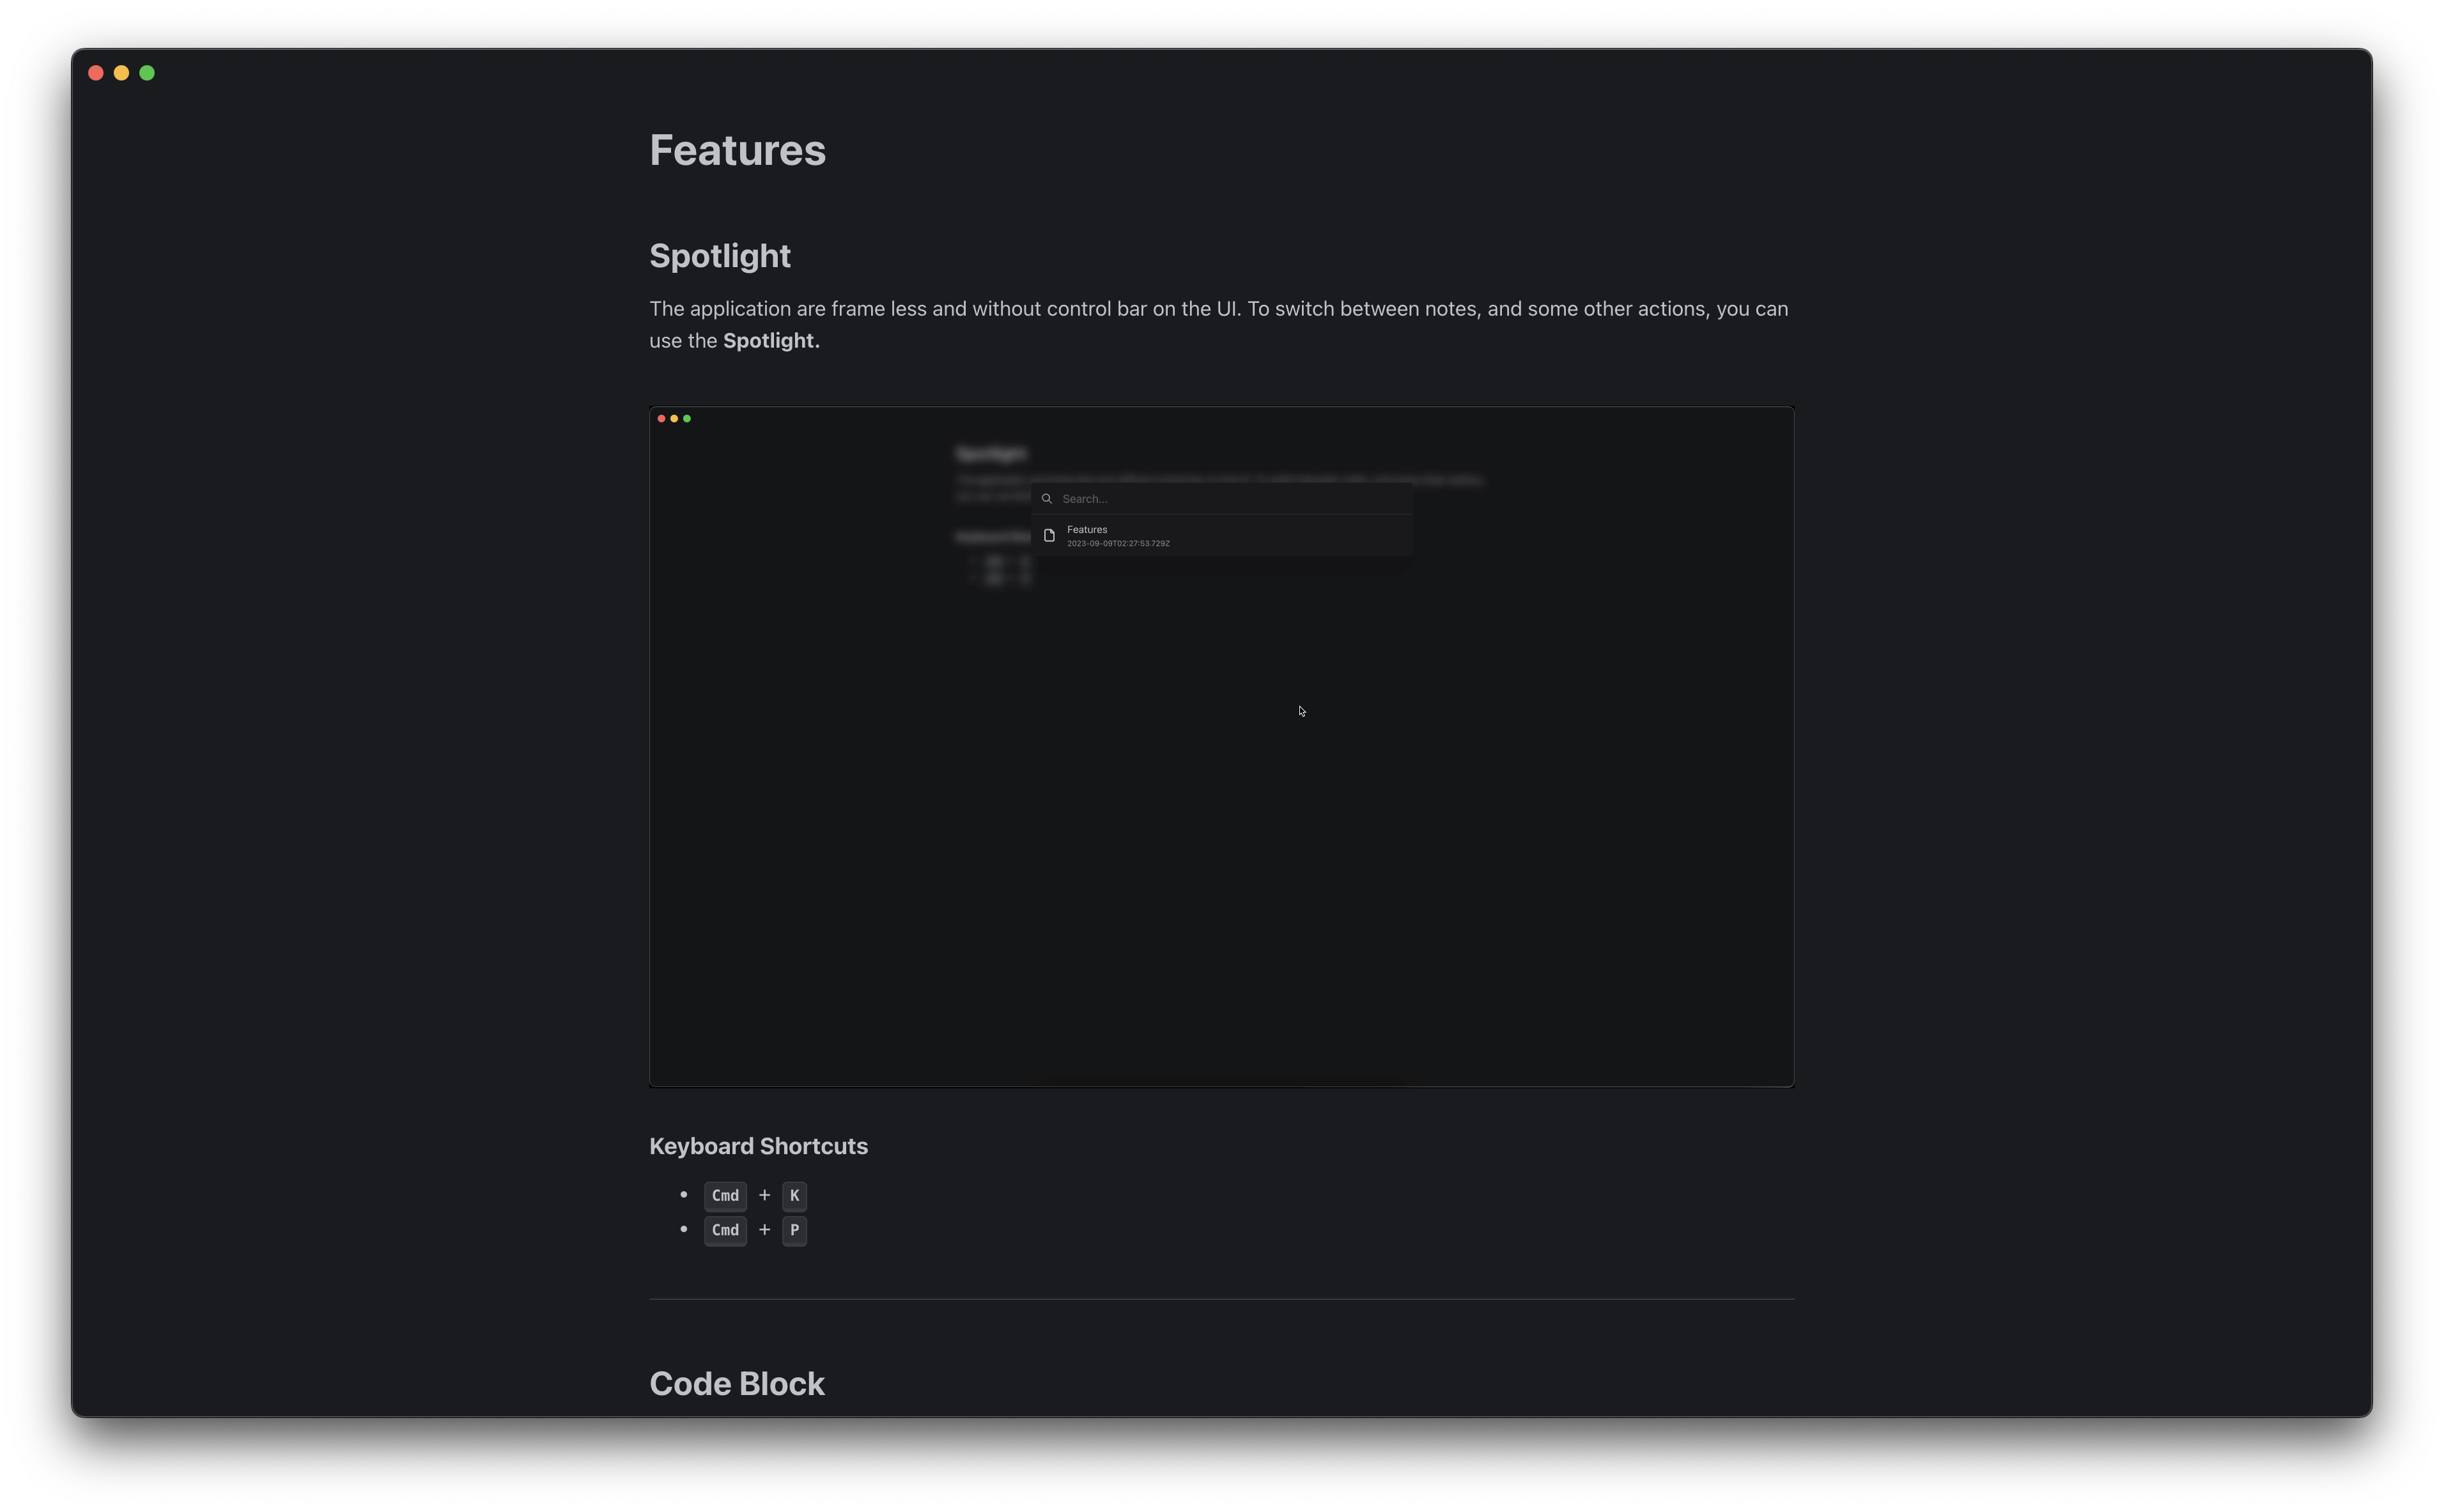 Features
Spotlight
The application are frame less and without control bar on the UI. To switch between notes, and some other actions, you can
use the Spotlight.
Spotlight
Search...
Features
2023-09-09T02:27:53.729Z
Keyboard Shortcuts
• Cmd + K
• Cmd + P
Code Block